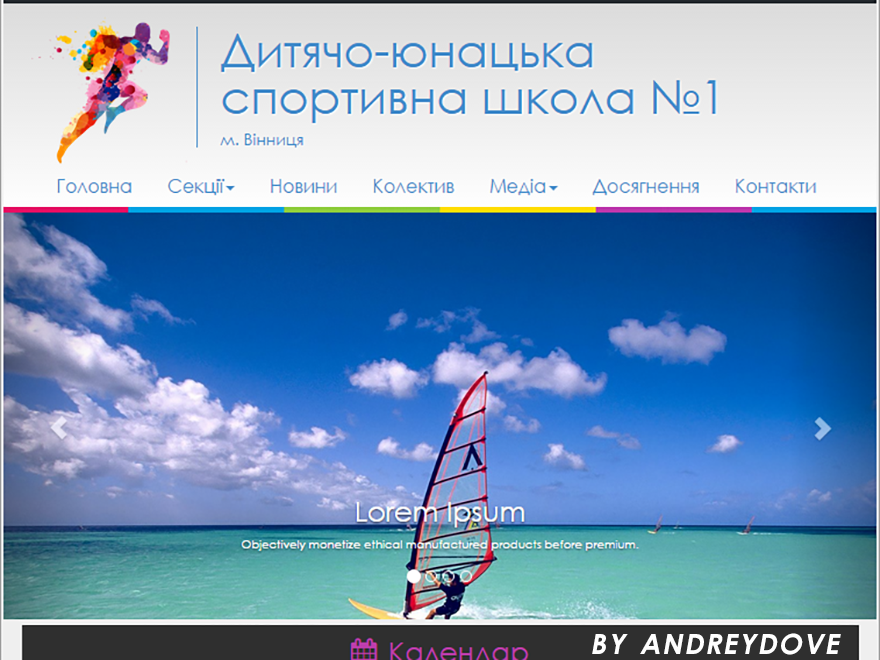 Дитячо-юнацька
спортивна школа №1
м. Вінниця
Головна Секції Новини Колектив Медіа Досягнення Контакти
Lorem Ipsum
Objectively monetize ethical manufactured products before premium.
Календар
BY ANDREYDOVE